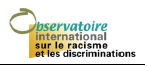 Observatoire
international
sur le racisme
et les discriminations